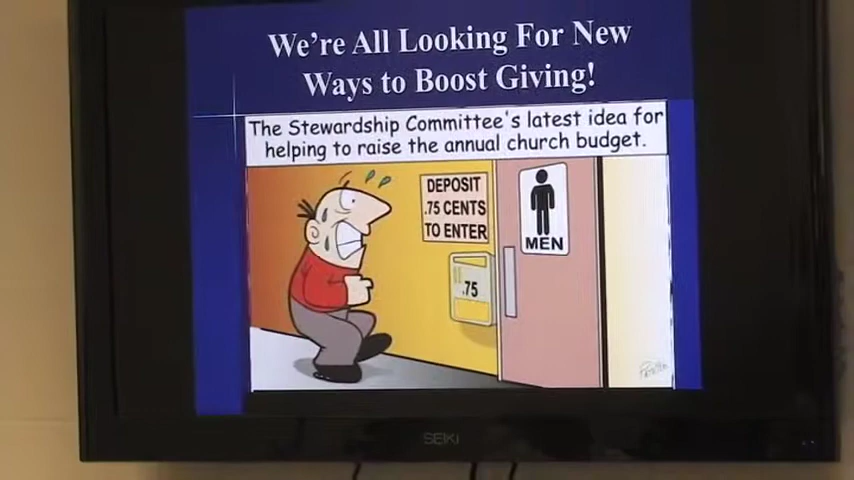 We're All Looking For New
Ways to Boost Giving!
The Stewardship Committee's latest idea for
helping to raise the annual church budget.
DEPOSIT
.75 CENTS
TO ENTER
MEN
.75
SEIKI